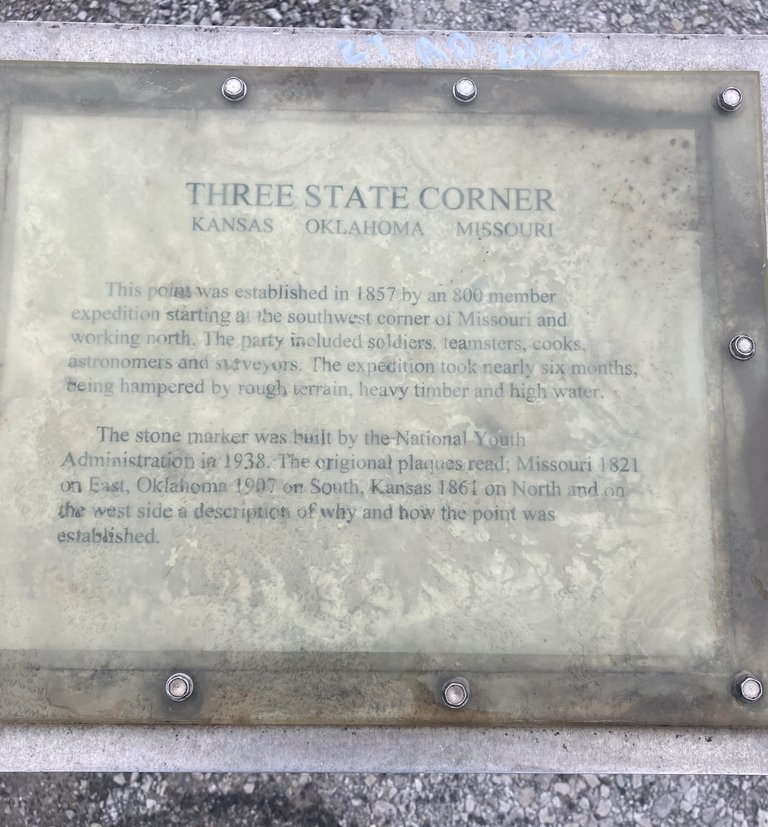 27 AO 2022
THREE STATE CORNER
KANSAS OKLAHOMA MISSOURI
This point was established in 1857 by an 800 member
expedition starting at the southwest corner of Missouri and
working north. The party included soldiers, teamsters, cooks,
astronomers and surveyors. The expedition took nearly six months,
being hampered by rough terrain, heavy timber and high water.
The stone marker was built by the National Youth
Administration in 1938. The origional plaques read; Missouri 1821
on East, Oklahoma 1907 on South, Kansas 1861 on North and on
the west side a description of why and how the point was
established.